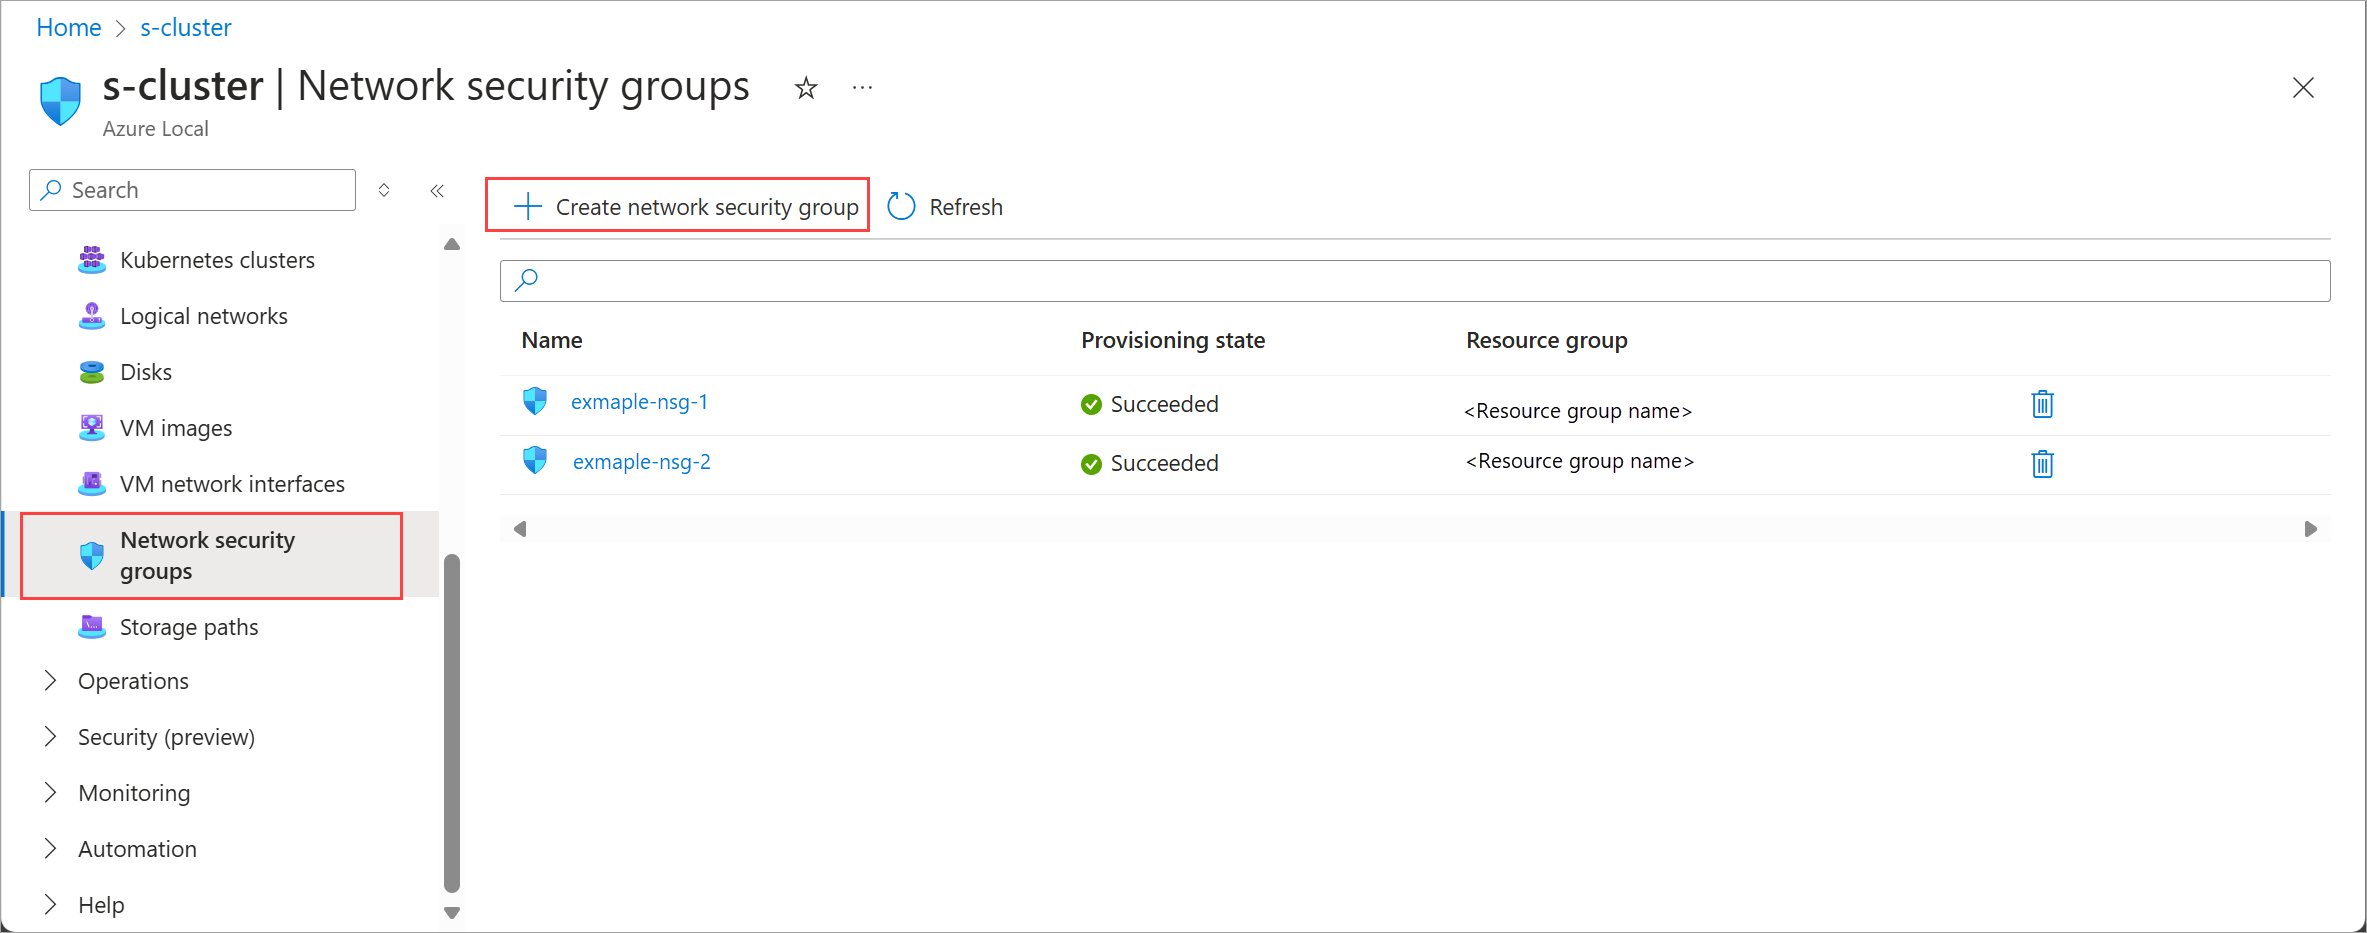 Home > s-cluster
s-cluster | Network security groups
Azure Local
Search
Create network security group
Refresh
Kubernetes clusters
Logical networks
Disks
VM images
VM network interfaces
Network security
groups
Storage paths
Operations
Security (preview)
Monitoring
Automation
Help
Name Provisioning state Resource group
exmaple-nsg-1 Succeeded <Resource group name>
exmaple-nsg-2 Succeeded <Resource group name>